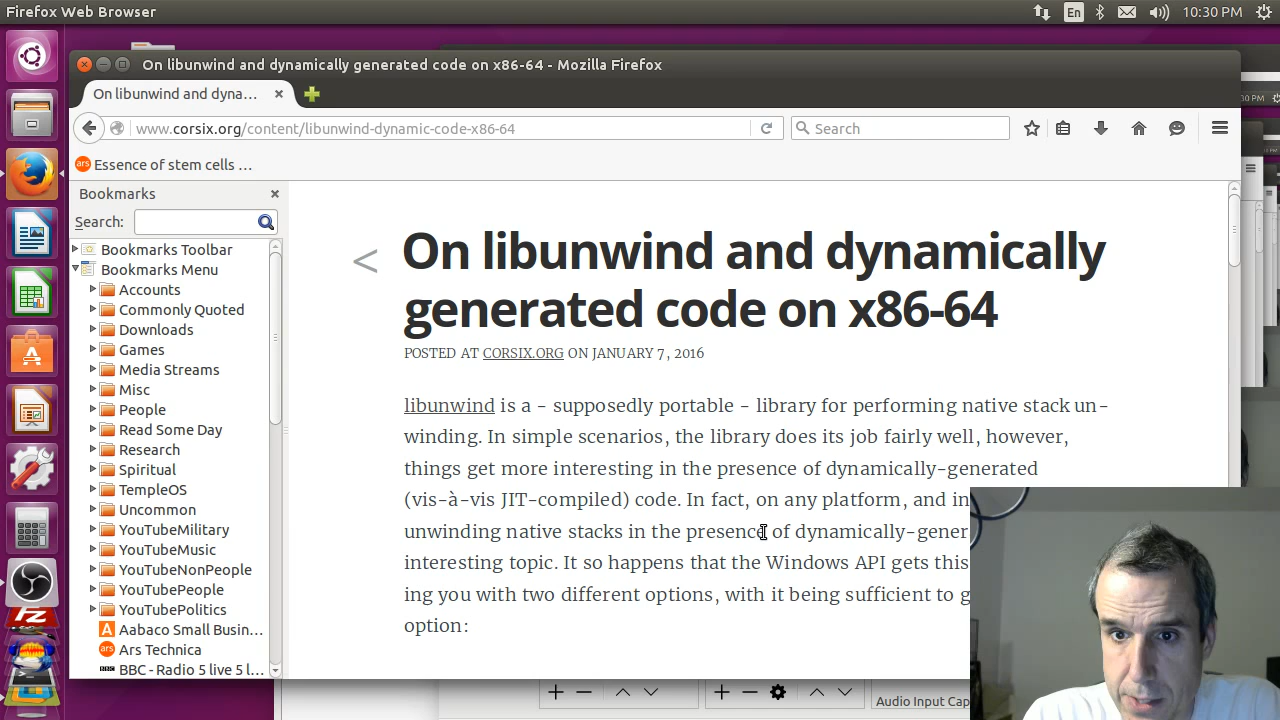 Firefox Web Browser
En
10:30 PM
On libunwind and dynamically generated code on x86-64 - Mozilla Firefox
On libunwind and dyna…
www.corsix.org/content/libunwind-dynamic-code-x86-64
Search
ars Essence of stem cells …
Bookmarks
Search:
Bookmarks Toolbar
Bookmarks Menu
Accounts
Commonly Quoted
Downloads
Games
Media Streams
Misc
People
Read Some Day
Research
Spiritual
TempleOS
Uncommon
YouTubeMilitary
YouTubeMusic
YouTubeNonPeople
YouTubePeople
YouTubePolitics
Aabaco Small Busin…
ars Ars Technica
BBC BBC - Radio 5 live 5 l…
<
On libunwind and dynamically
generated code on x86-64
POSTED AT CORSIX.ORG ON JANUARY 7, 2016
libunwind is a - supposedly portable - library for performing native stack un-
winding. In simple scenarios, the library does its job fairly well, however,
things get more interesting in the presence of dynamically-generated
(vis-à-vis JIT-compiled) code. In fact, on any platform, and in
unwinding native stacks in the presence of dynamically-gener
interesting topic. It so happens that the Windows API gets this
ing you with two different options, with it being sufficient to g
option:
Audio Input Cap